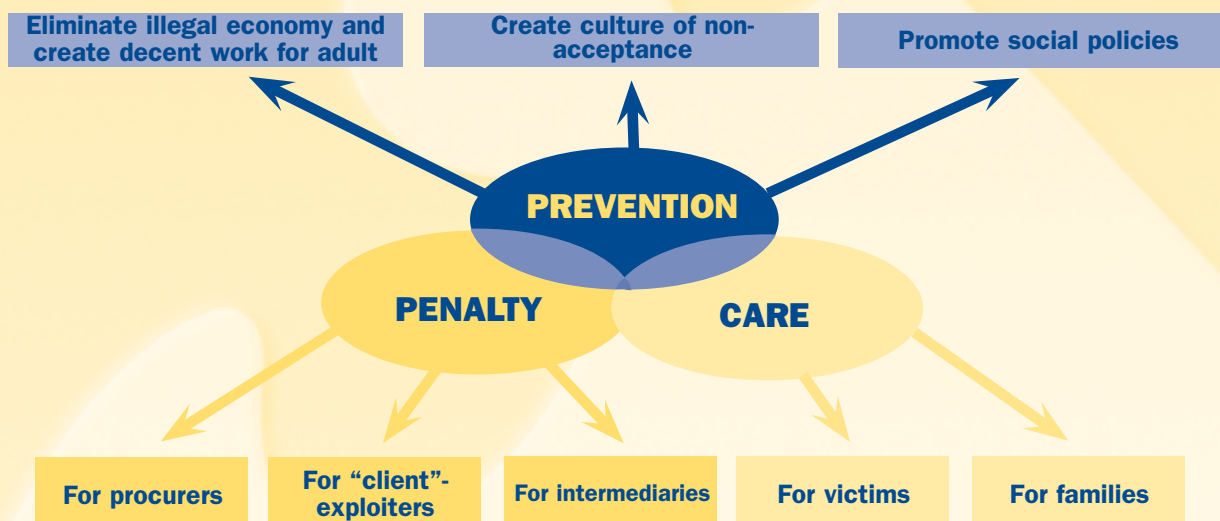 Eliminate illegal economy and
create decent work for adult
Create culture of non-
acceptance
Promote social policies
PREVENTION
PENALTY
CARE
For procurers
For “client”-
exploiters
For intermediaries
For victims
For families